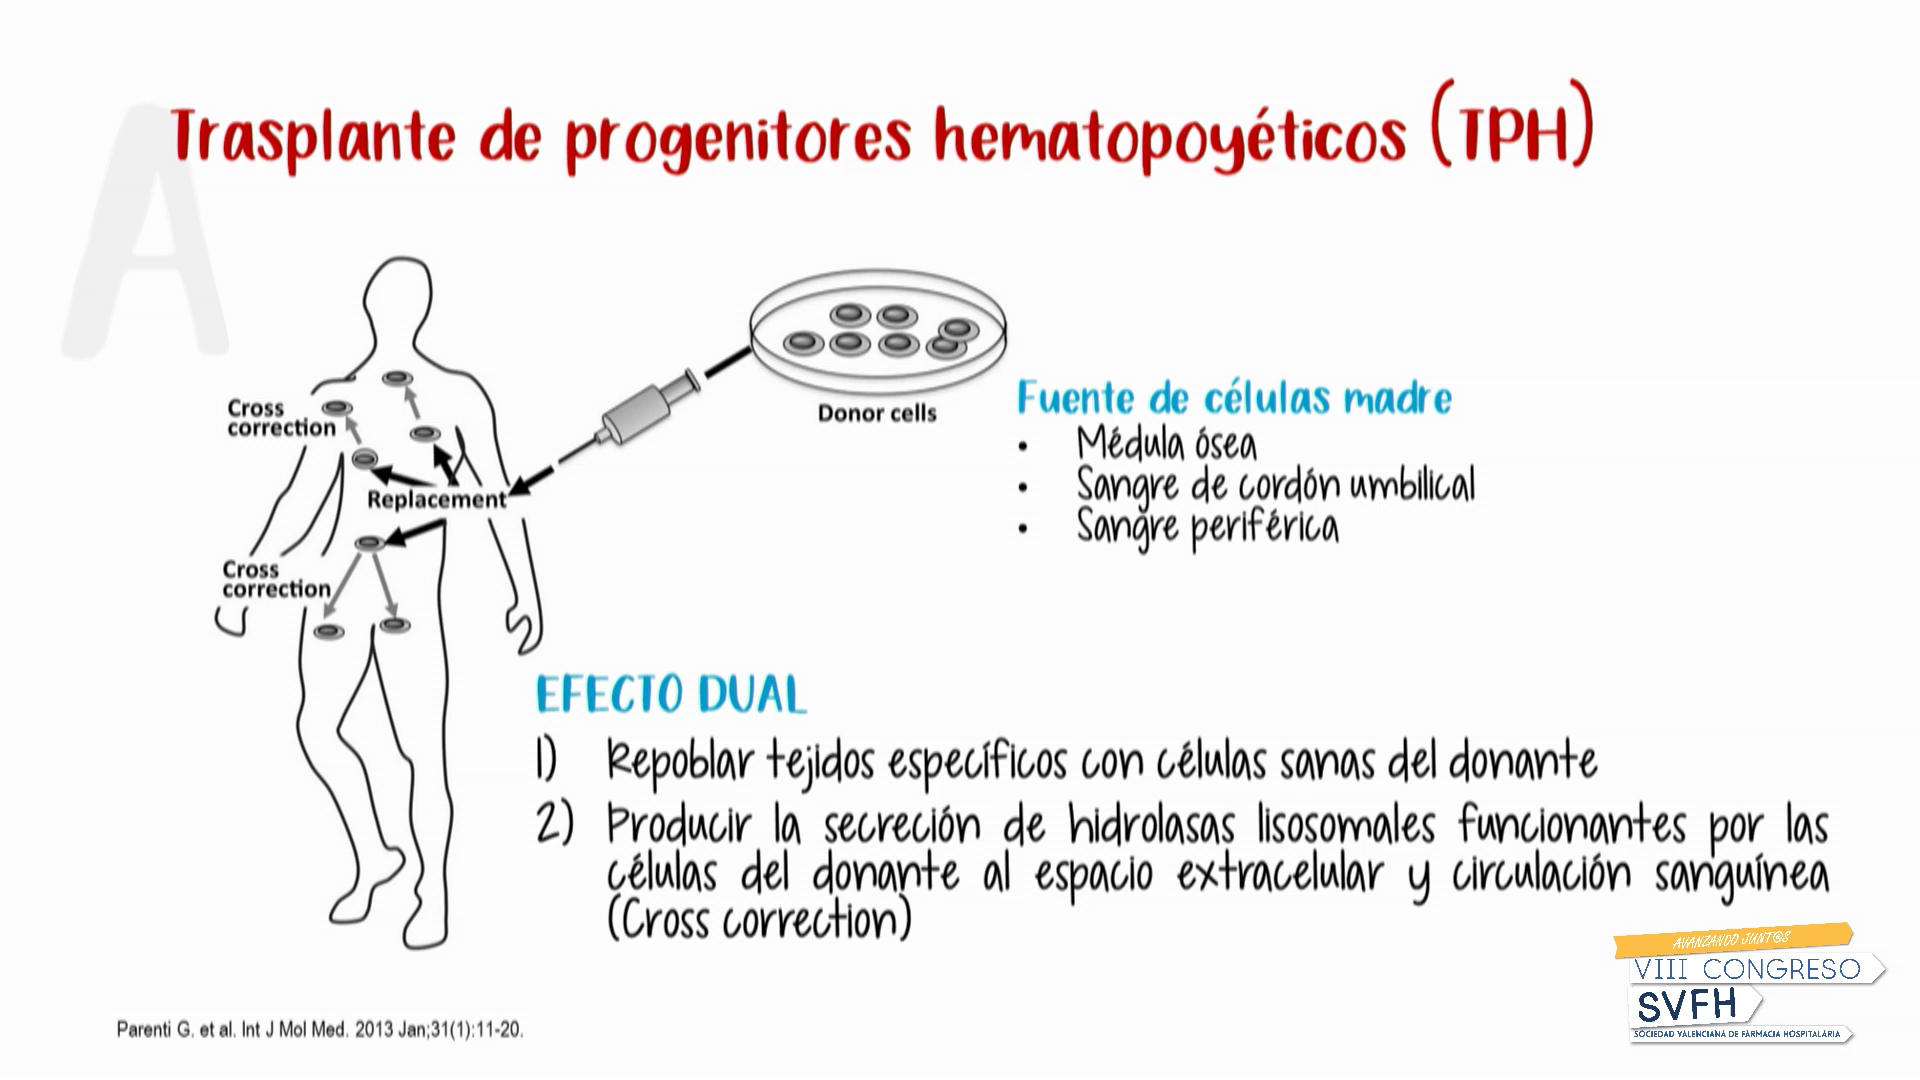 A
Trasplante de progenitores hematopoyéticos (TPH)
Cross
correction
Replacement
Cross
correction
Donor cells
Fuente de células madre
• Médula ósea
• Sangre de cordón umbilical
• Sangre periférica
EFECTO DUAL
1) Repoblar tejidos específicos con células sanas del donante
2) Producir la secreción de hidrolasas lisosomales funcionantes por las
células del donante al espacio extracelular y circulación sanguínea
(Cross correction)
Parenti G. et al. Int J Mol Med. 2013 Jan;31(1):11-20.
AVANZANDO JUNT@S
VIII CONGRESO
SVFH
SOCIEDAD VALENCIANA DE FARMACIA HOSPITALARIA